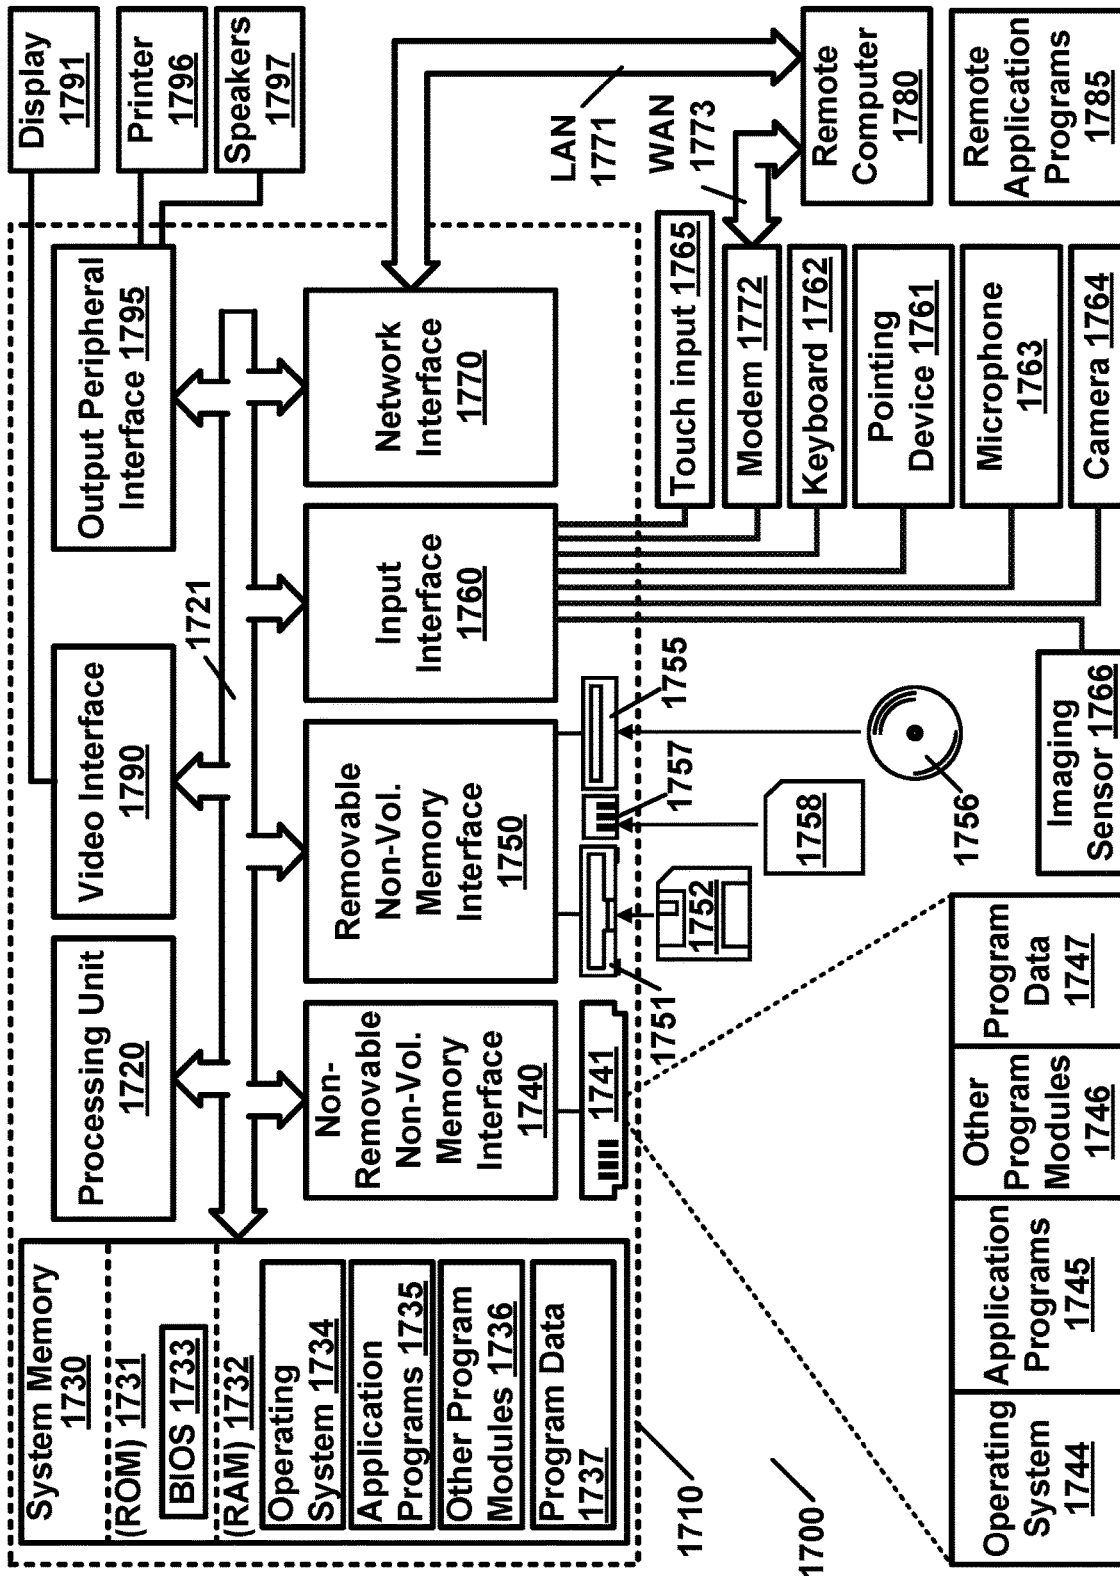 System Memory
1730
(ROM) 1731
BIOS 1733
(RAM) 1732
Operating
System 1734
Application
Programs 1735
Other Program
Modules 1736
Program Data
1737
Processing Unit
1720
Video Interface
1790
Output Peripheral
Interface 1795
Display
1791
Printer
1796
Speakers
1797
1721
Non-
Removable
Non-Vol.
Memory
Interface
1740
Removable
Non-Vol.
Memory
Interface
1750
Input
Interface
1760
Network
Interface
1770
1741
1751
1752
1757
1755
1758
1756
LAN
1771
WAN
1773
Touch input 1765
Modem 1772
Keyboard 1762
Pointing
Device 1761
Microphone
1763
Camera 1764
Imaging
Sensor 1766
Remote
Computer
1780
Remote
Application
Programs
1785
1710
1700
Operating
System
1744
Application
Programs
1745
Other
Program
Modules
1746
Program
Data
1747